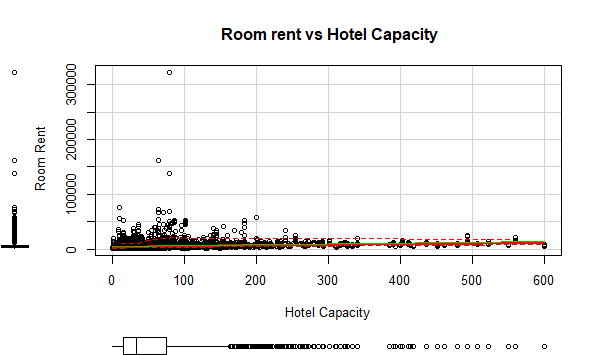 Room rent vs Hotel Capacity
Room Rent
300000
200000
100000
0
0 100 200 300 400 500 600
Hotel Capacity